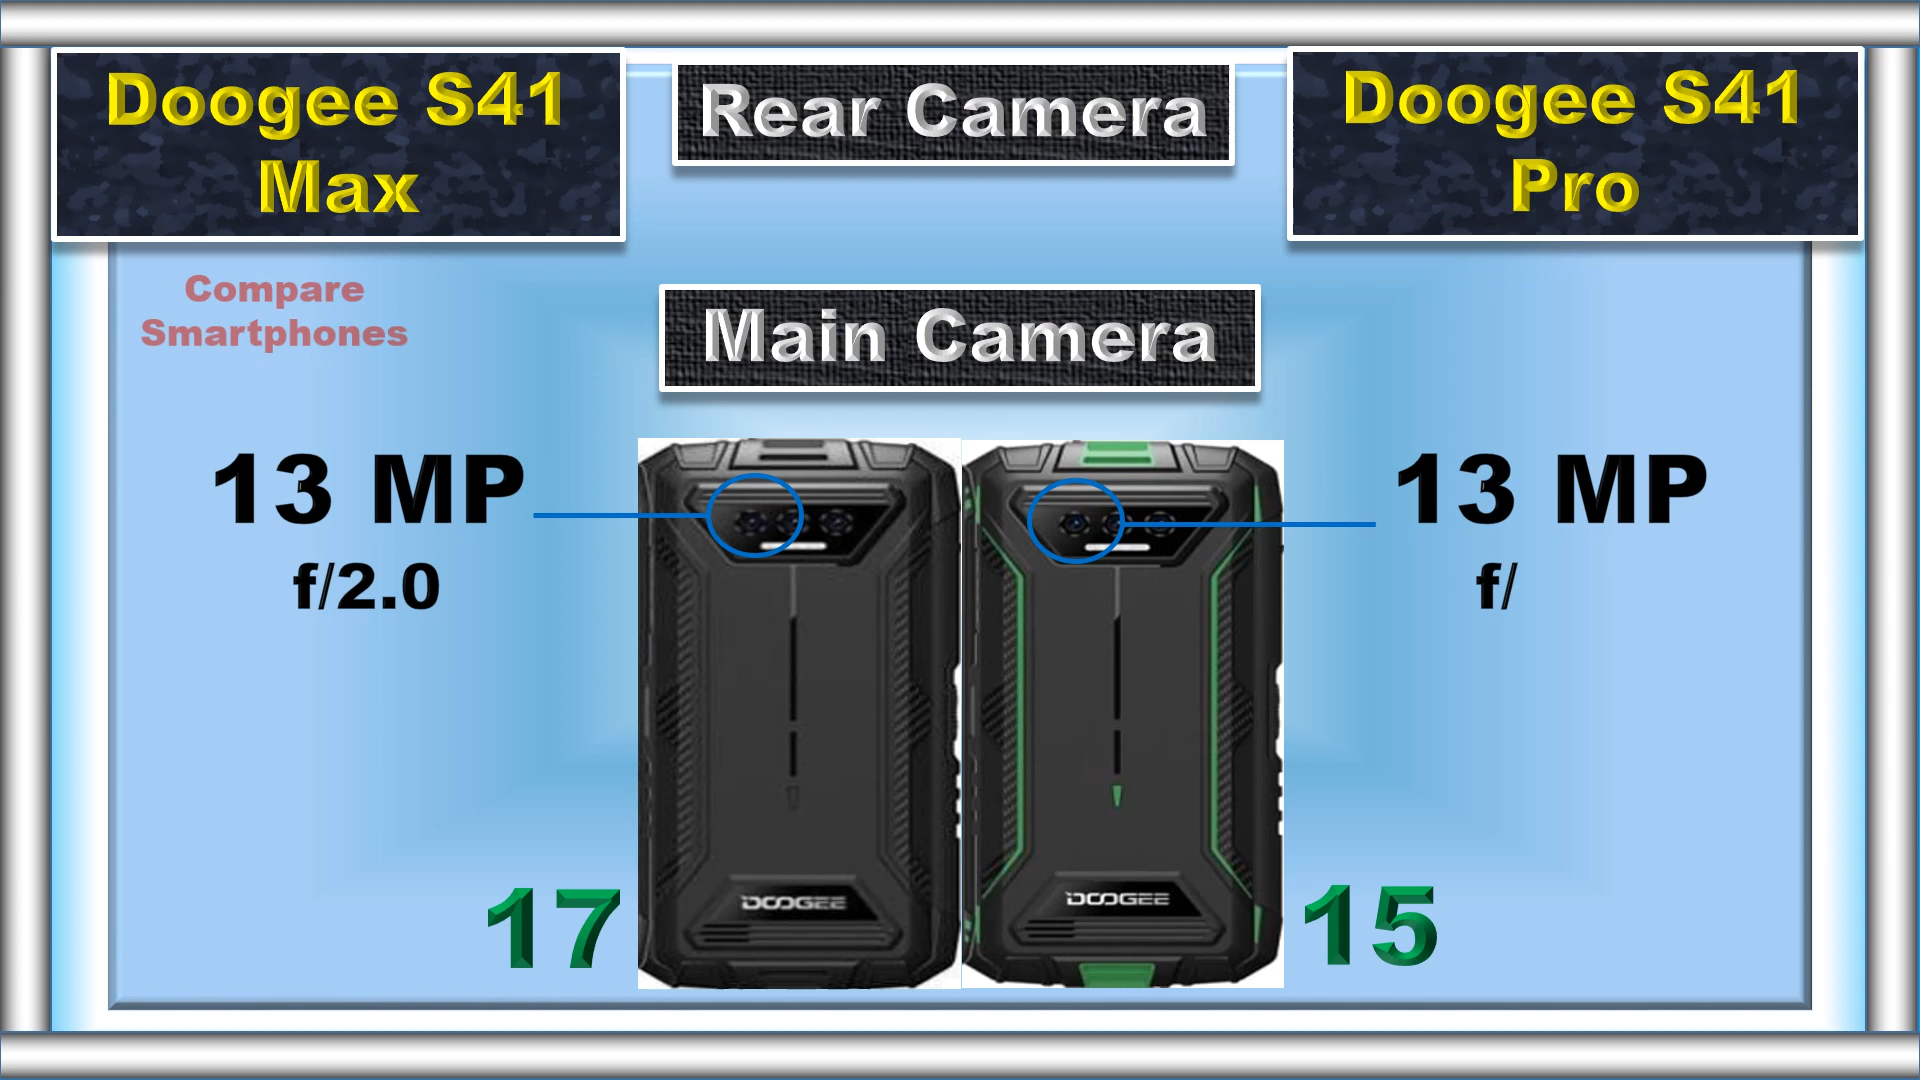 Doogee S41
Max
Rear Camera
Doogee S41
Pro
Compare
Smartphones
Main Camera
13 MP
f/2.0
13 MP
f/
DOOGEE
DOOGEE
17
15